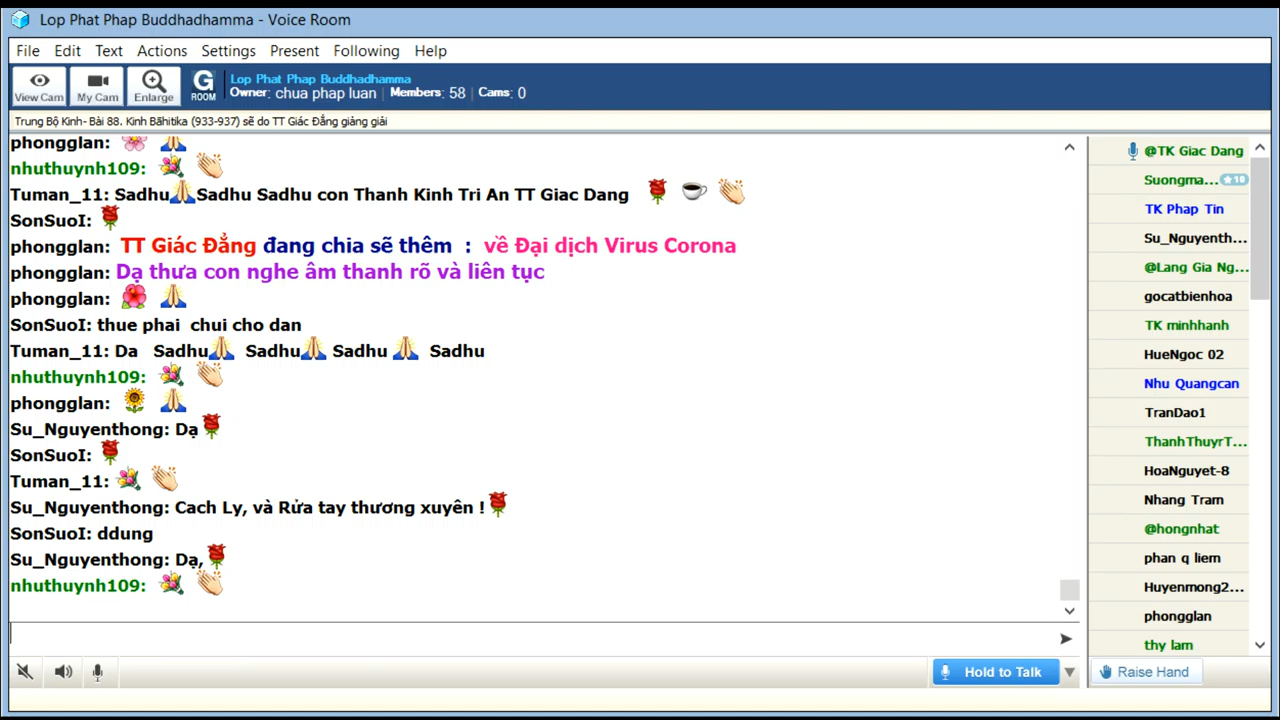 Lop Phat Phap Buddhadhamma - Voice Room
File Edit Text Actions Settings Present Following Help
View Cam My Cam Enlarge G ROOM
Lop Phat Phap Buddhadhamma
Owner: chua phap luan | Members: 58 | Cams: 0
Trung Bộ Kinh- Bài 88. Kinh Bāhitika (933-937) sẽ do TT Giác Đẳng giảng giải
phongglan:
nhuthuynh109:
Tuman_11: Sadhu Sadhu Sadhu con Thanh Kinh Tri An TT Giac Dang
SonSuoI:
phongglan: TT Giác Đẳng đang chia sẽ thêm : về Đại dịch Virus Corona
phongglan: Dạ thưa con nghe âm thanh rõ và liên tục
phongglan:
SonSuoI: thue phai chui cho dan
Tuman_11: Da Sadhu Sadhu Sadhu Sadhu
nhuthuynh109:
phongglan:
Su_Nguyenthong: Dạ
SonSuoI:
Tuman_11:
Su_Nguyenthong: Cach Ly, và Rửa tay thương xuyên !
SonSuoI: ddung
Su_Nguyenthong: Dạ,
nhuthuynh109:
@TK Giac Dang
Suongma... 10
TK Phap Tin
Su_Nguyenth...
@Lang Gia Ng...
gocatbienhoa
TK minhhanh
HueNgoc 02
Nhu Quangcan
TranDao1
ThanhThuyrT...
HoaNguyet-8
Nhang Tram
@hongnhat
phan q liem
Huyenmong2...
phongglan
thy lam
Hold to Talk
Raise Hand